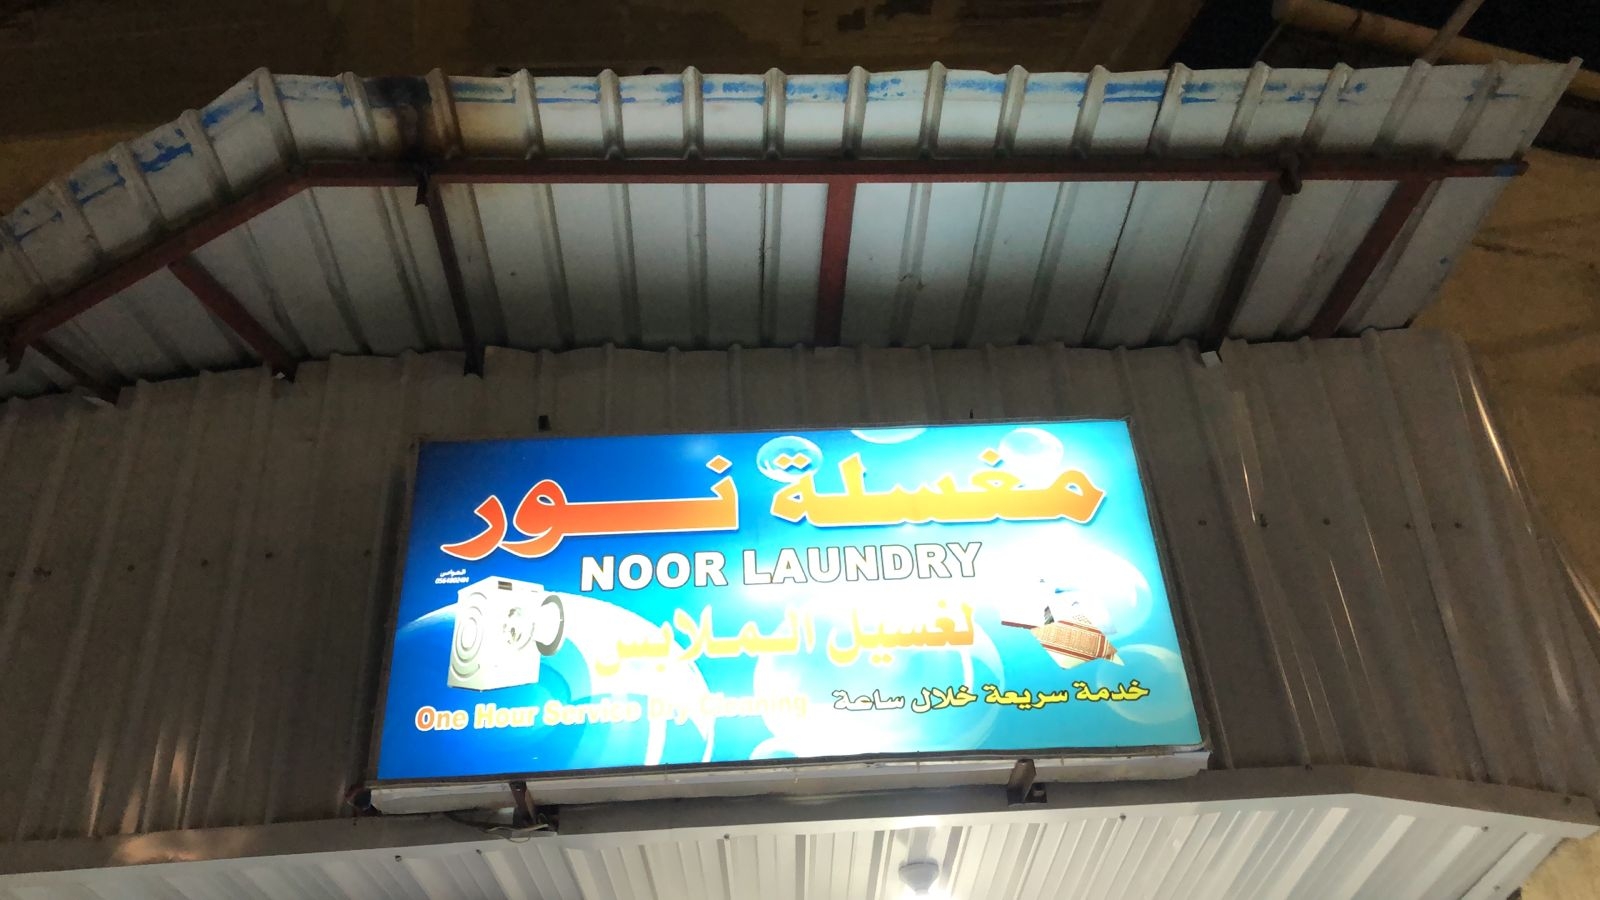 مغسلة نور
NOOR LAUNDRY
لغسيل الملابس
خدمة سريعة خلال ساعة
One Hour Service Dry Cleaning